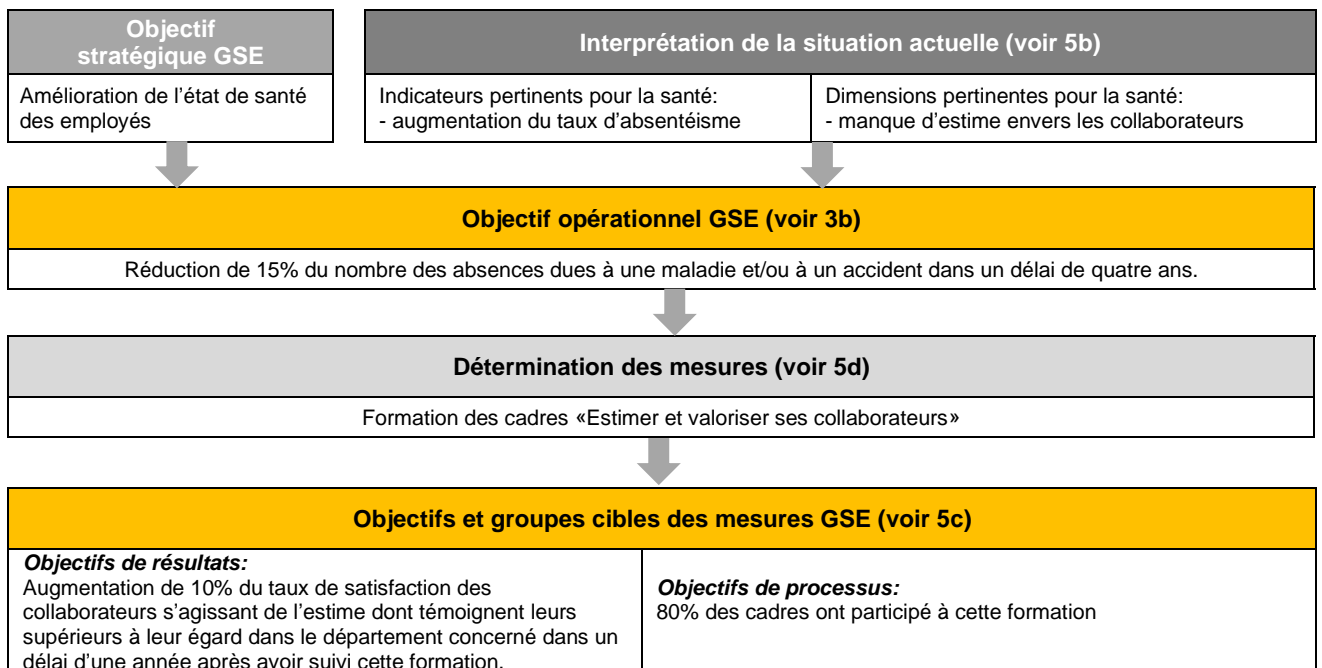 Objectif
stratégique GSE
Interprétation de la situation actuelle (voir 5b)
Amélioration de l’état de santé
des employés
Indicateurs pertinents pour la santé:
- augmentation du taux d’absentéisme
Dimensions pertinentes pour la santé:
- manque d’estime envers les collaborateurs
Objectif opérationnel GSE (voir 3b)
Réduction de 15% du nombre des absences dues à une maladie et/ou à un accident dans un délai de quatre ans.
Détermination des mesures (voir 5d)
Formation des cadres «Estimer et valoriser ses collaborateurs»
Objectifs et groupes cibles des mesures GSE (voir 5c)
Objectifs de résultats:
Augmentation de 10% du taux de satisfaction des
collaborateurs s’agissant de l’estime dont témoignent leurs
supérieurs à leur égard dans le département concerné dans un
délai d’une année après avoir suivi cette formation.
Objectifs de processus:
80% des cadres ont participé à cette formation